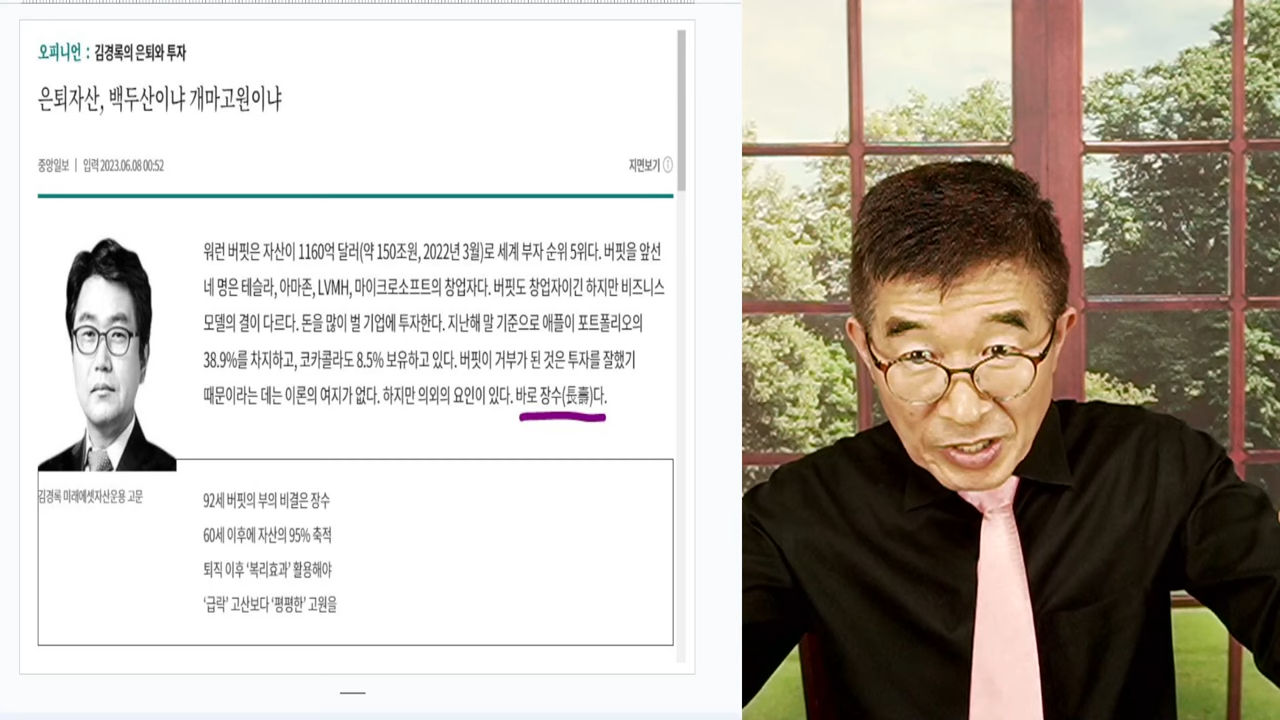 오피니언 : 김경록의 은퇴와 투자
은퇴자산, 백두산이냐 개마고원이냐
중앙일보 | 입력 2023.06.08 00:52
지면보기
워런 버핏은 자산이 1160억 달러(약 150조원, 2022년 3월)로 세계 부자 순위 5위다. 버핏을 앞선
네 명은 테슬라, 아마존, LVMH, 마이크로소프트의 창업자다. 버핏도 창업자이긴 하지만 비즈니스
모델의 결이 다르다. 돈을 많이 벌 기업에 투자한다. 지난해 말 기준으로 애플이 포트폴리오의
38.9%를 차지하고, 코카콜라도 8.5% 보유하고 있다. 버핏이 거부가 된 것은 투자를 잘했기
때문이라는 데는 이론의 여지가 없다. 하지만 의외의 요인이 있다. 바로 장수(長壽)다.
김경록 미래에셋자산운용 고문
92세 버핏의 부의 비결은 장수
60세 이후에 자산의 95% 축적
퇴직 이후 ‘복리효과’ 활용해야
‘급락’ 고산보다 ‘평평한’ 고원을